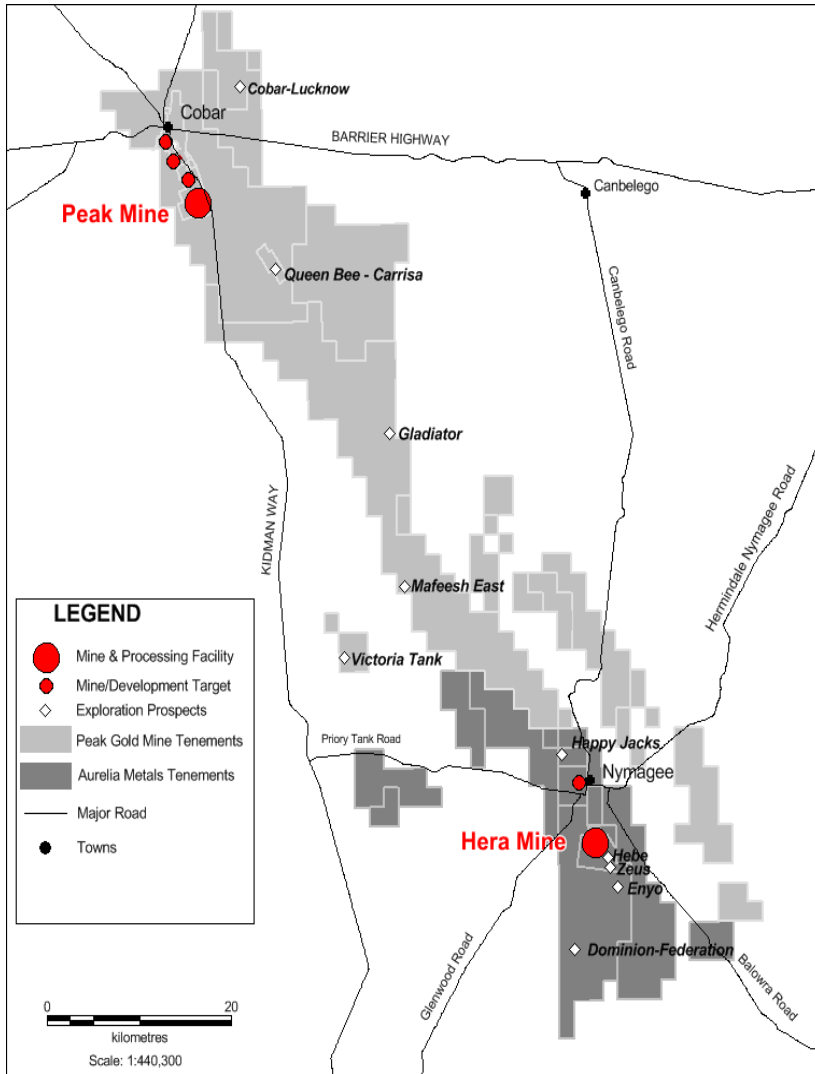 Cobar-Lucknow
Cobar
BARRIER HIGHWAY
Canbelego
Peak Mine
Queen Bee - Carrisa
Canbelego Road
Gladiator
KIDMAN WAY
Hermindale Nymagee Road
Mafeesh East
Victoria Tank
Priory Tank Road
Happy Jacks
Nymagee
Hera Mine
Hebe
Zeus
Enyo
Dominion-Federation
Glenwood Road
Balowra Road
LEGEND
Mine & Processing Facility
Mine/Development Target
Exploration Prospects
Peak Gold Mine Tenements
Aurelia Metals Tenements
Major Road
Towns
0 20
kilometres
Scale: 1:440,300